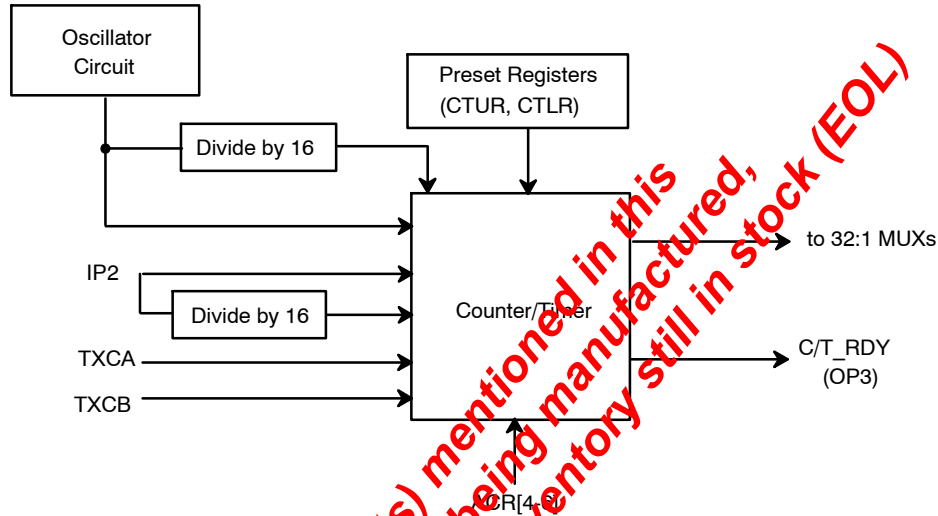 Oscillator
Circuit
Preset Registers
(CTUR, CTLR)
Divide by 16
to 32:1 MUXs
IP2
Divide by 16
Counter/Timer
TXCA
C/T_RDY
(OP3)
TXCB
mentioned in this
being manufactured,
still in stock (EOL)